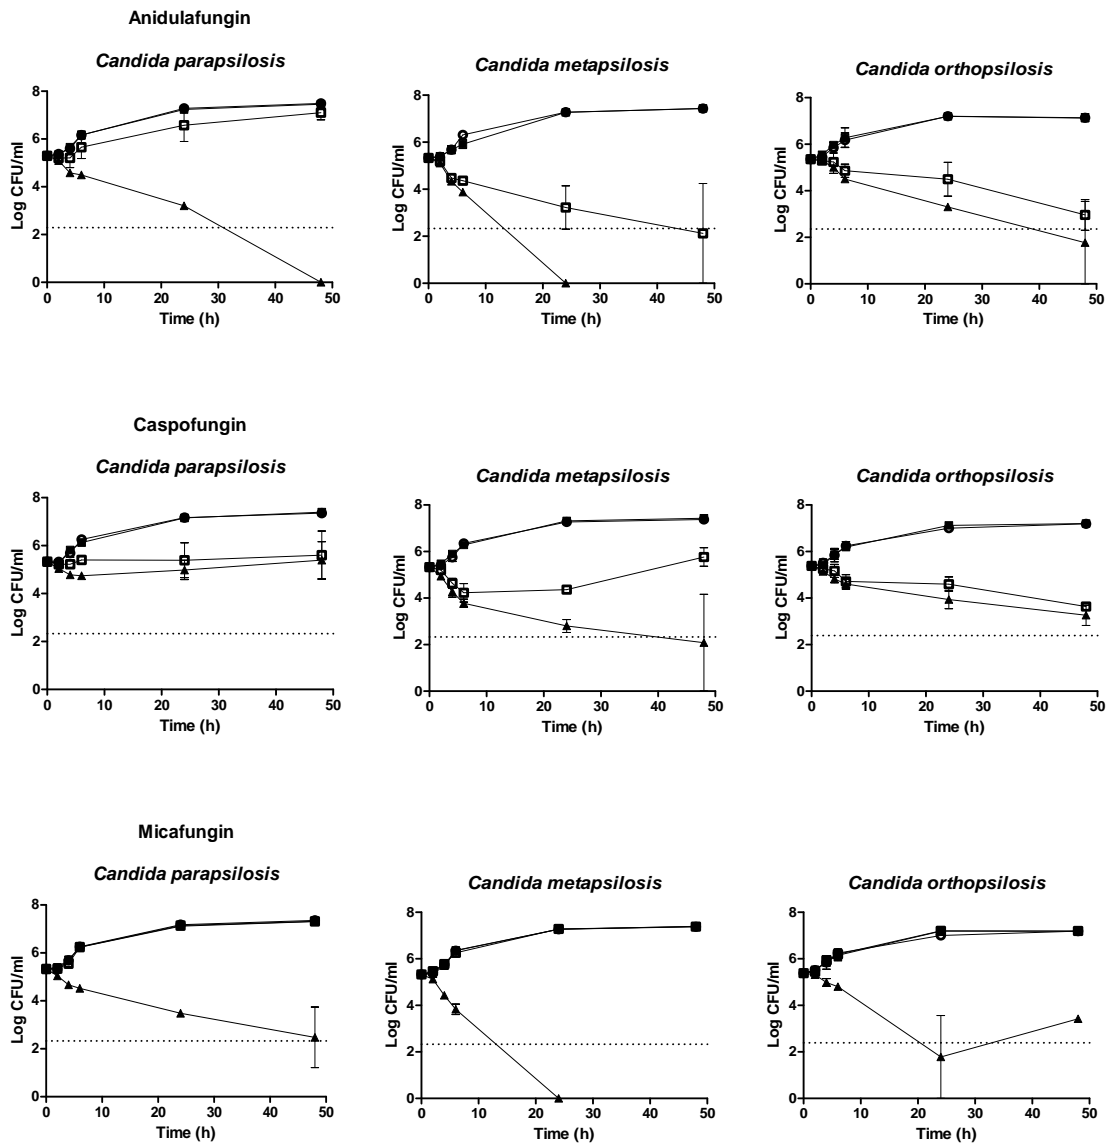 Anidulafungin
Candida parapsilosis
Candida metapsilosis
Candida orthopsilosis
Log CFU/ml
8
6
4
2
0
0 10 20 30 40 50
Time (h)
Log CFU/ml
8
6
4
2
0
0 10 20 30 40 50
Time (h)
Log CFU/ml
8
6
4
2
0
0 10 20 30 40 50
Time (h)
Caspofungin
Candida parapsilosis
Candida metapsilosis
Candida orthopsilosis
Log CFU/ml
8
6
4
2
0
0 10 20 30 40 50
Time (h)
Log CFU/ml
8
6
4
2
0
0 10 20 30 40 50
Time (h)
Log CFU/ml
8
6
4
2
0
0 10 20 30 40 50
Time (h)
Micafungin
Candida parapsilosis
Candida metapsilosis
Candida orthopsilosis
Log CFU/ml
8
6
4
2
0
0 10 20 30 40 50
Time (h)
Log CFU/ml
8
6
4
2
0
0 10 20 30 40 50
Time (h)
Log CFU/ml
8
6
4
2
0
0 10 20 30 40 50
Time (h)